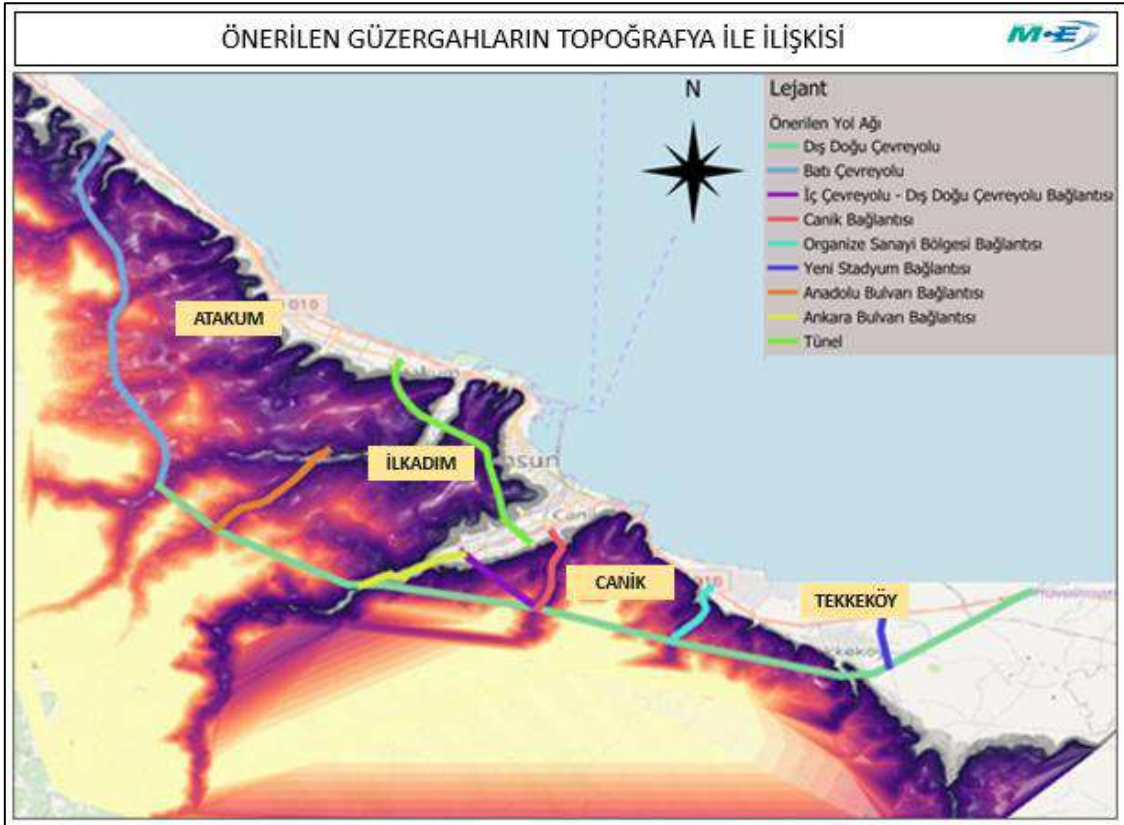 ÖNERİLEN GÜZERGAHLARIN TOPOĞRAFYA İLE İLİŞKİSİ
N
Lejant
Önerilen Yol Ağı
Dış Doğu Çevreyolu
Batı Çevreyolu
İç Çevreyolu - Dış Doğu Çevreyolu Bağlantısı
Canik Bağlantısı
Organize Sanayi Bölgesi Bağlantısı
Yeni Stadyum Bağlantısı
Anadolu Bulvarı Bağlantısı
Ankara Bulvarı Bağlantısı
Tünel
ATAKUM
İLKADIM
CANİK
TEKKEKÖY